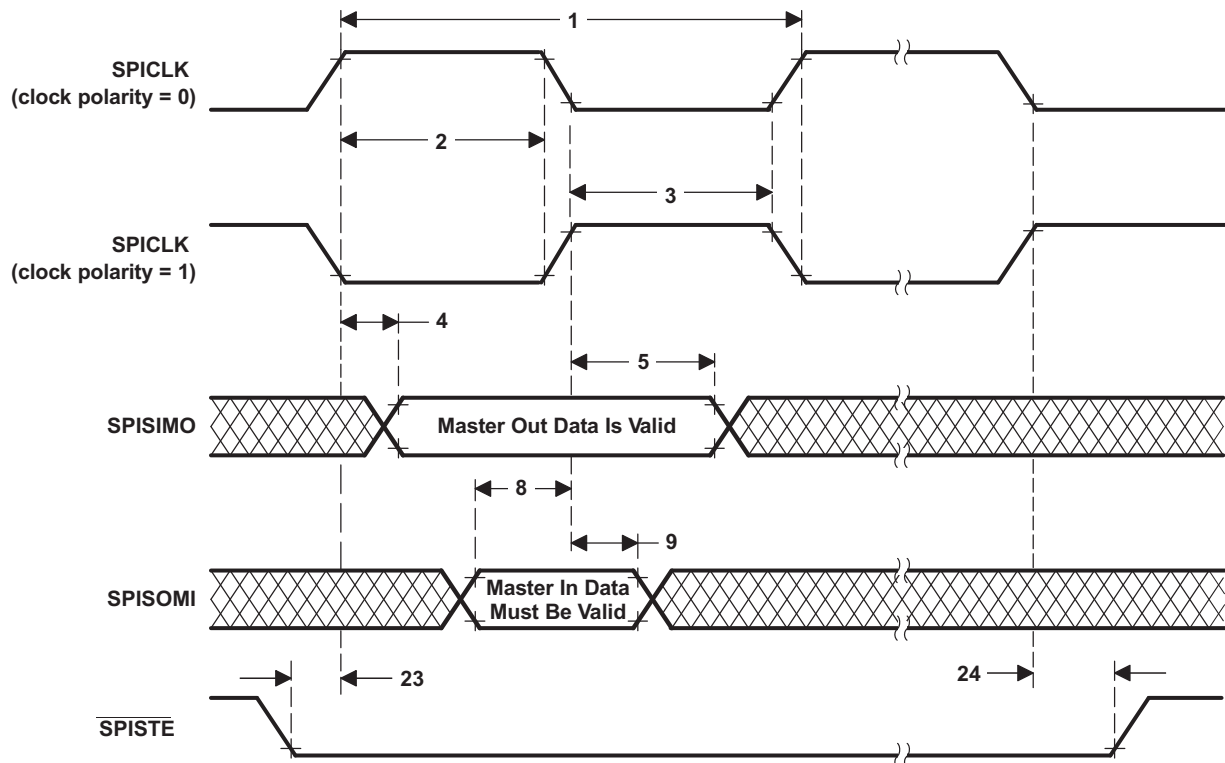 1
SPICLK
(clock polarity = 0)
2
3
SPICLK
(clock polarity = 1)
4
5
SPISIMO
Master Out Data Is Valid
8
9
SPISOMI
Master In Data
Must Be Valid
23
24
SPISTE